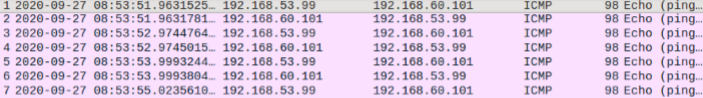 1 2020-09-27 08:53:51.9631525… 192.168.53.99 192.168.60.101 ICMP 98 Echo (ping…
2 2020-09-27 08:53:51.9631781… 192.168.60.101 192.168.53.99 ICMP 98 Echo (ping…
3 2020-09-27 08:53:52.9744764… 192.168.53.99 192.168.60.101 ICMP 98 Echo (ping…
4 2020-09-27 08:53:52.9745015… 192.168.60.101 192.168.53.99 ICMP 98 Echo (ping…
5 2020-09-27 08:53:53.9993244… 192.168.53.99 192.168.60.101 ICMP 98 Echo (ping…
6 2020-09-27 08:53:53.9993804… 192.168.60.101 192.168.53.99 ICMP 98 Echo (ping…
7 2020-09-27 08:53:55.0235610… 192.168.53.99 192.168.60.101 ICMP 98 Echo (ping…